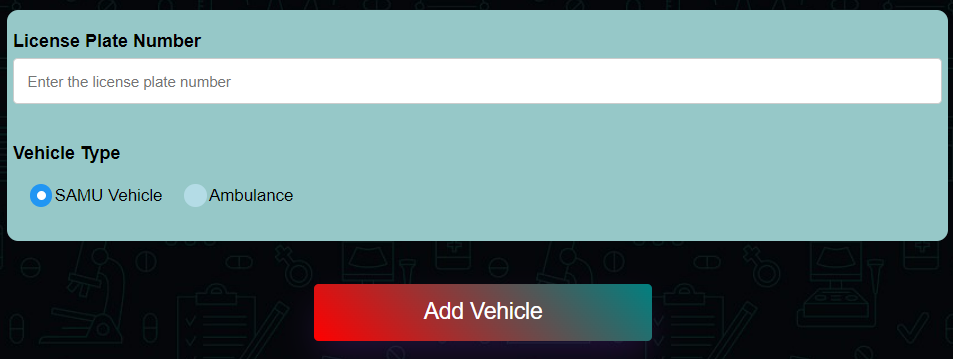 License Plate Number
Enter the license plate number
Vehicle Type
SAMU Vehicle Ambulance
Add Vehicle